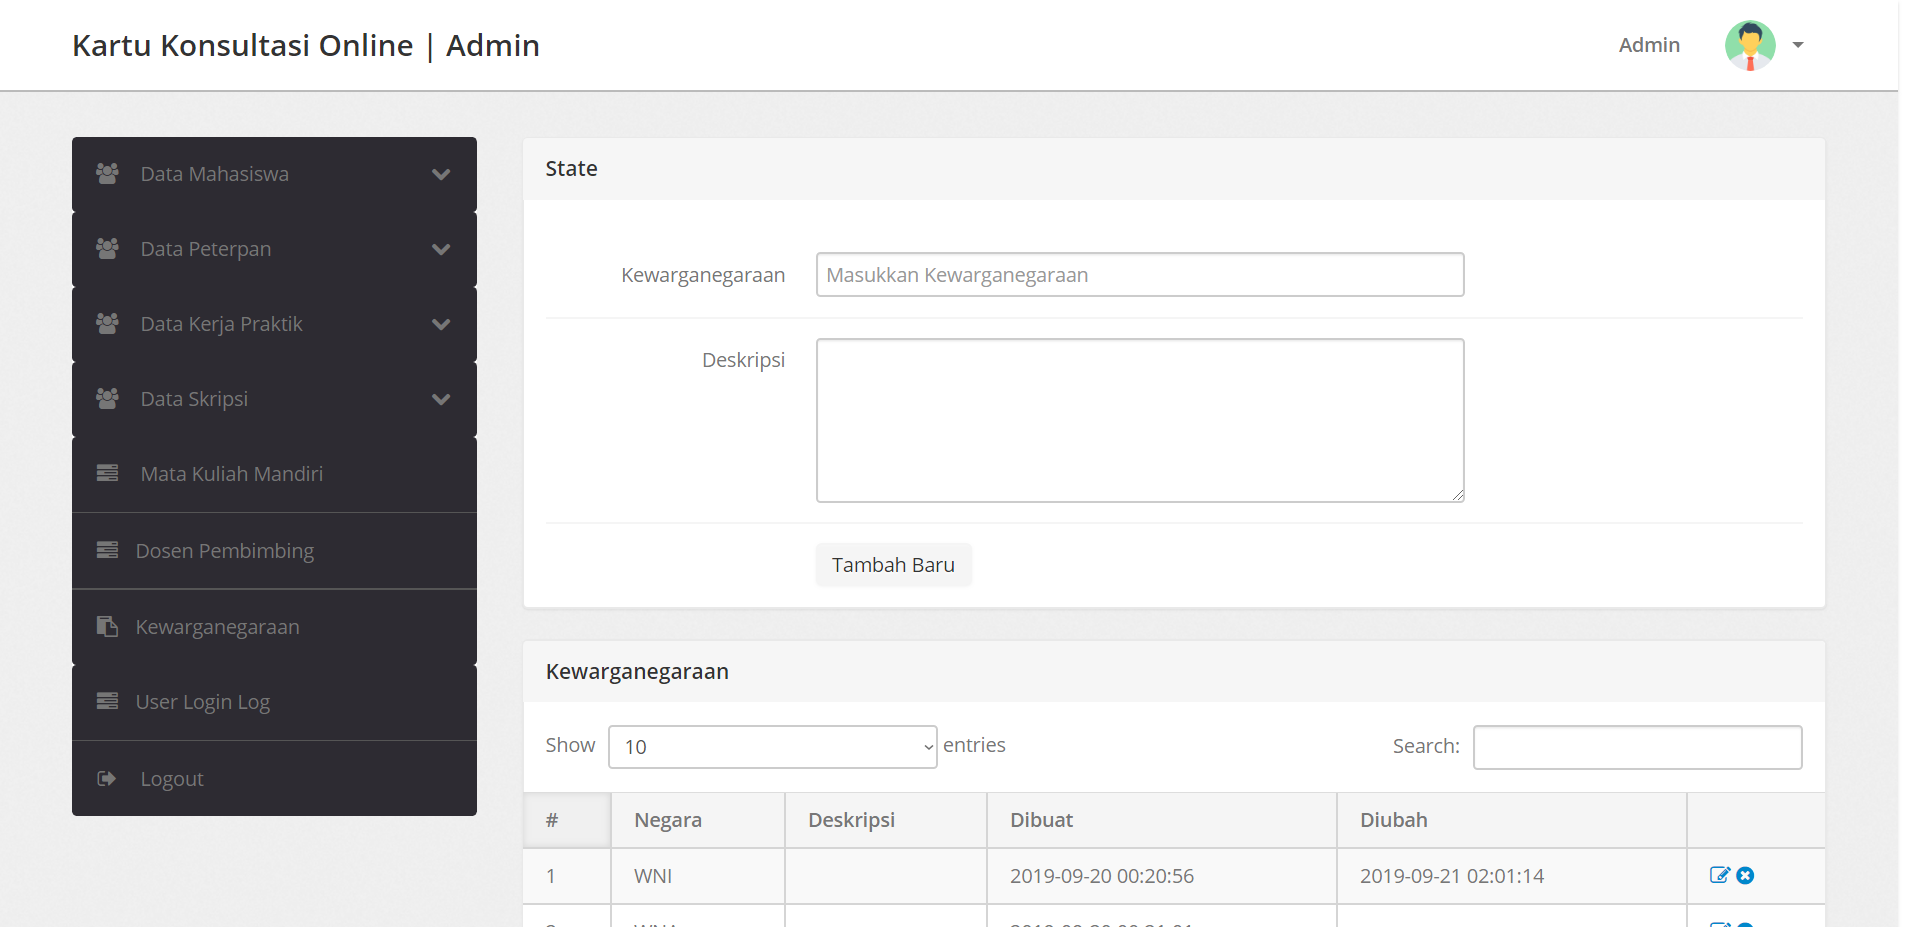 Kartu Konsultasi Online | Admin
Admin
Data Mahasiswa
Data Peterpan
Data Kerja Praktik
Data Skripsi
Mata Kuliah Mandiri
Dosen Pembimbing
Kewarganegaraan
User Login Log
Logout
State
Kewarganegaraan
Masukkan Kewarganegaraan
Deskripsi
Tambah Baru
Kewarganegaraan
Show 10 entries Search:
# Negara Deskripsi Dibuat Diubah
1 WNI 2019-09-20 00:20:56 2019-09-21 02:01:14